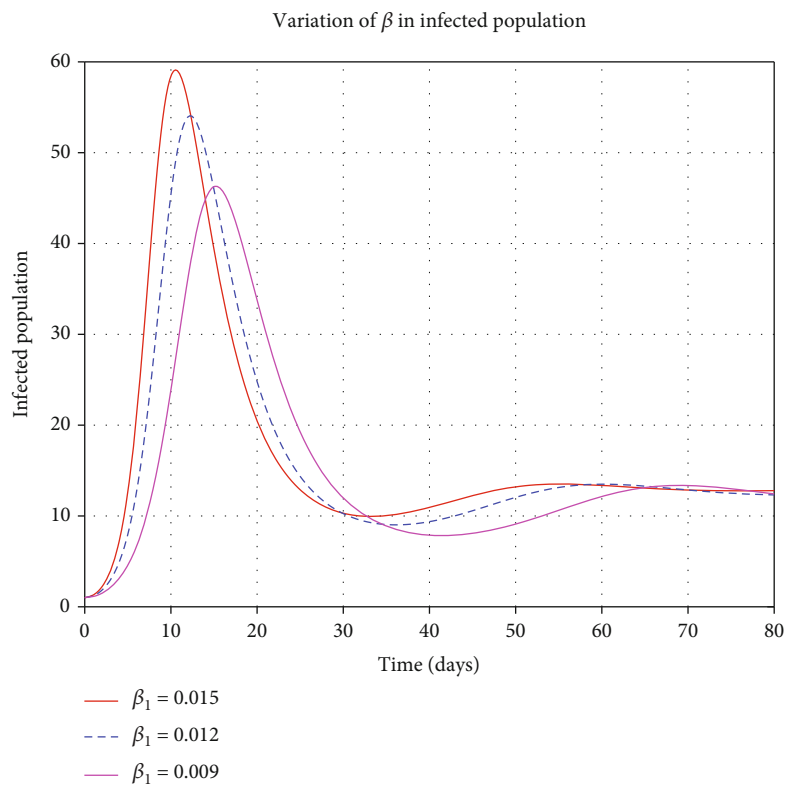 Variation of β in infected population
60
50
40
30
20
10
0
Infected population
0 10 20 30 40 50 60 70 80
Time (days)
β₁ = 0.015
β₁ = 0.012
β₁ = 0.009